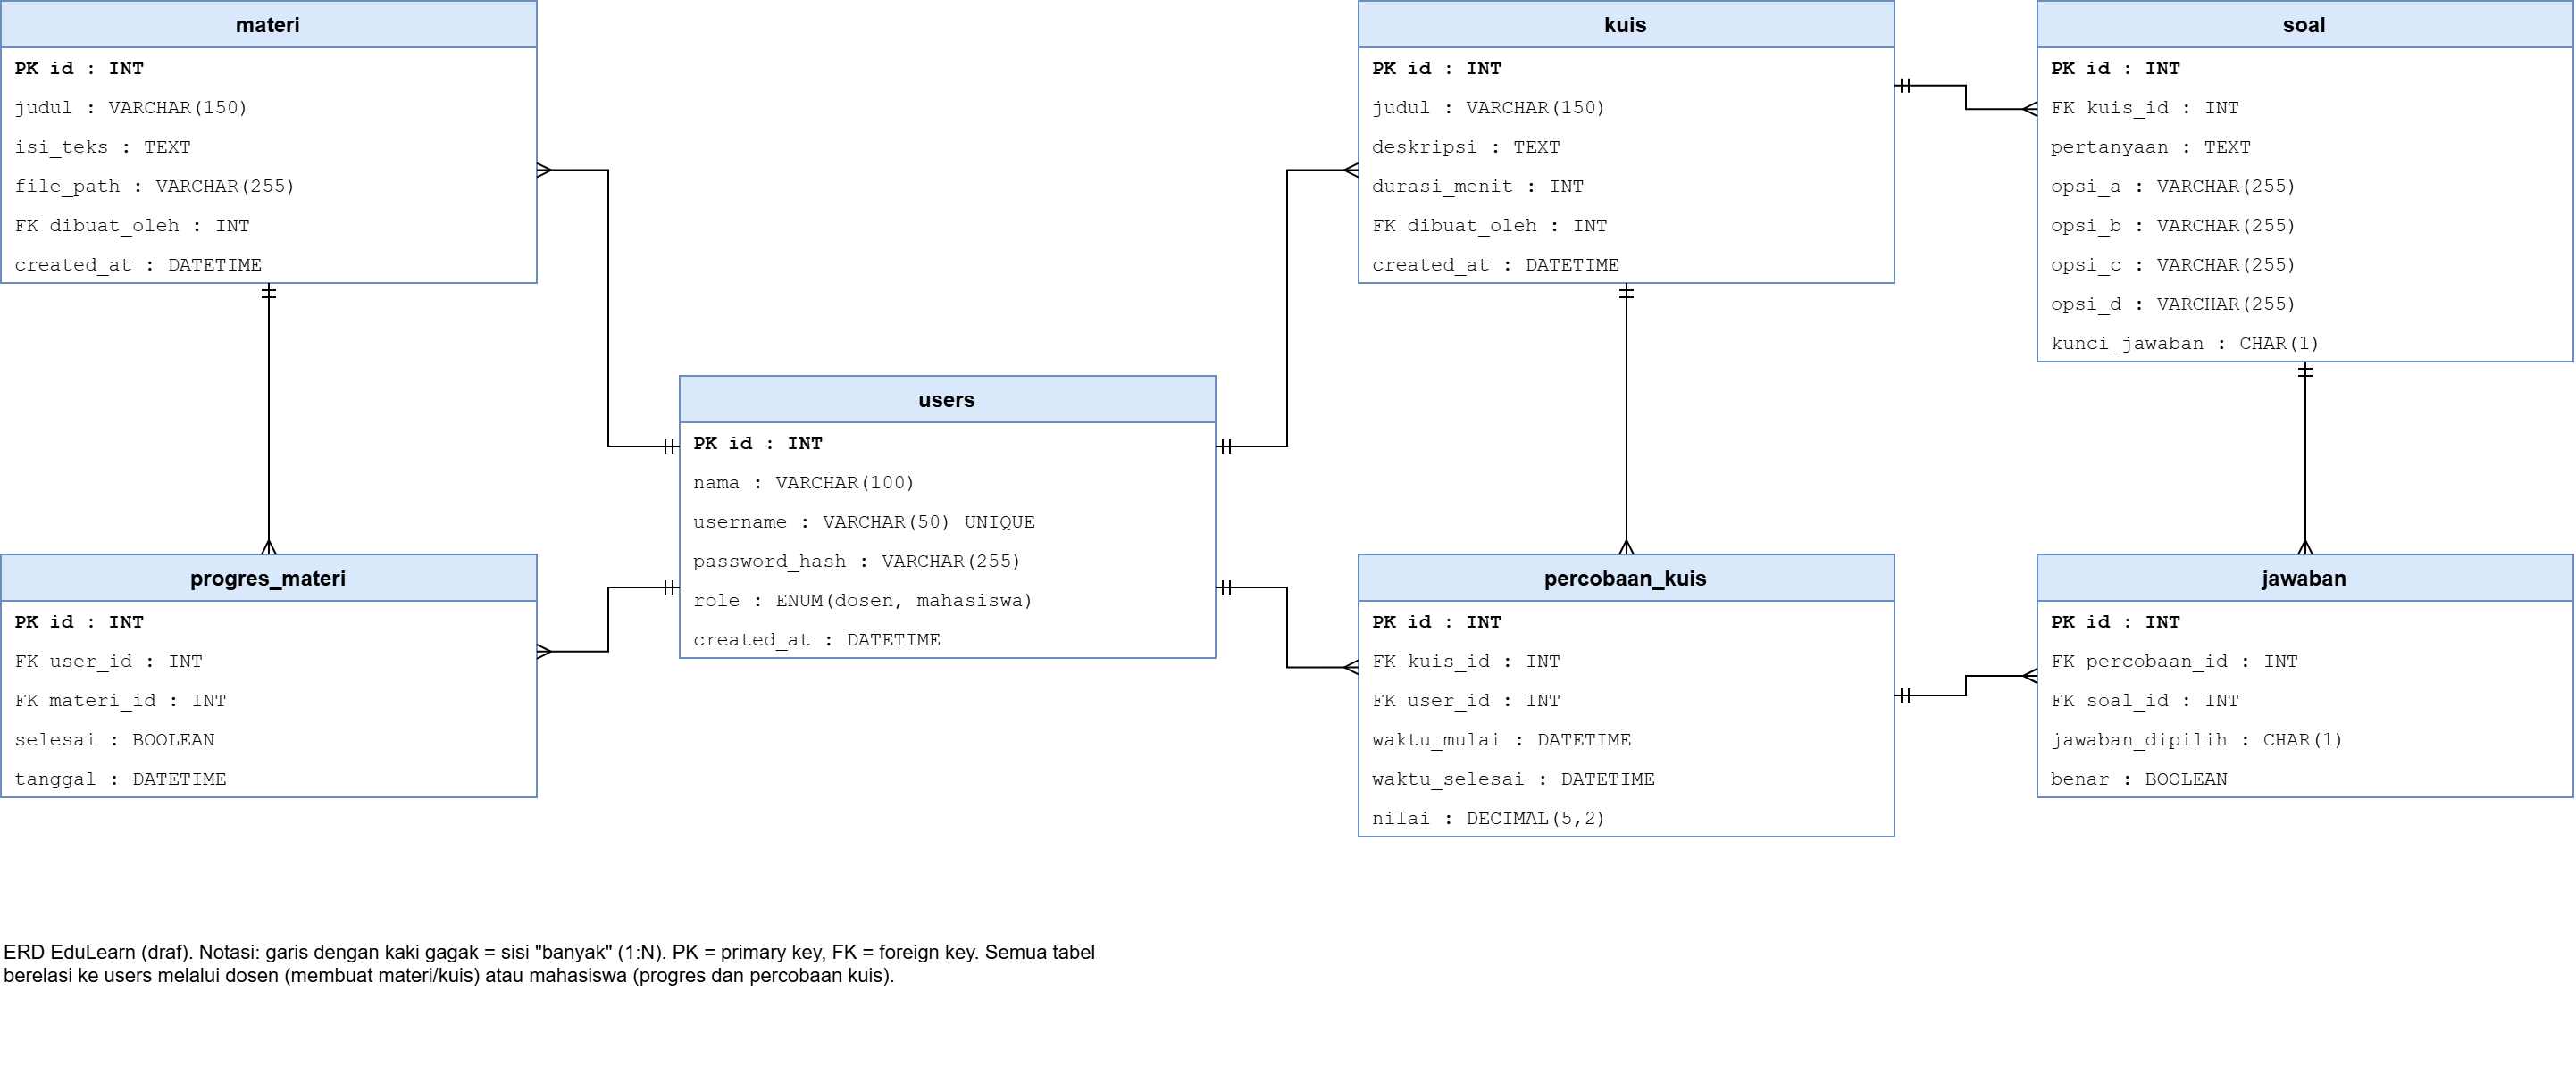 materi
PK id : INT
judul : VARCHAR(150)
isi_teks : TEXT
file_path : VARCHAR(255)
FK dibuat_oleh : INT
created_at : DATETIME
kuis
PK id : INT
judul : VARCHAR(150)
deskripsi : TEXT
durasi_menit : INT
FK dibuat_oleh : INT
created_at : DATETIME
soal
PK id : INT
FK kuis_id : INT
pertanyaan : TEXT
opsi_a : VARCHAR(255)
opsi_b : VARCHAR(255)
opsi_c : VARCHAR(255)
opsi_d : VARCHAR(255)
kunci_jawaban : CHAR(1)
users
PK id : INT
nama : VARCHAR(100)
username : VARCHAR(50) UNIQUE
password_hash : VARCHAR(255)
role : ENUM(dosen, mahasiswa)
created_at : DATETIME
progres_materi
PK id : INT
FK user_id : INT
FK materi_id : INT
selesai : BOOLEAN
tanggal : DATETIME
percobaan_kuis
PK id : INT
FK kuis_id : INT
FK user_id : INT
waktu_mulai : DATETIME
waktu_selesai : DATETIME
nilai : DECIMAL(5,2)
jawaban
PK id : INT
FK percobaan_id : INT
FK soal_id : INT
jawaban_dipilih : CHAR(1)
benar : BOOLEAN
ERD EduLearn (draf). Notasi: garis dengan kaki gagak = sisi "banyak" (1:N). PK = primary key, FK = foreign key. Semua tabel
berelasi ke users melalui dosen (membuat materi/kuis) atau mahasiswa (progres dan percobaan kuis).